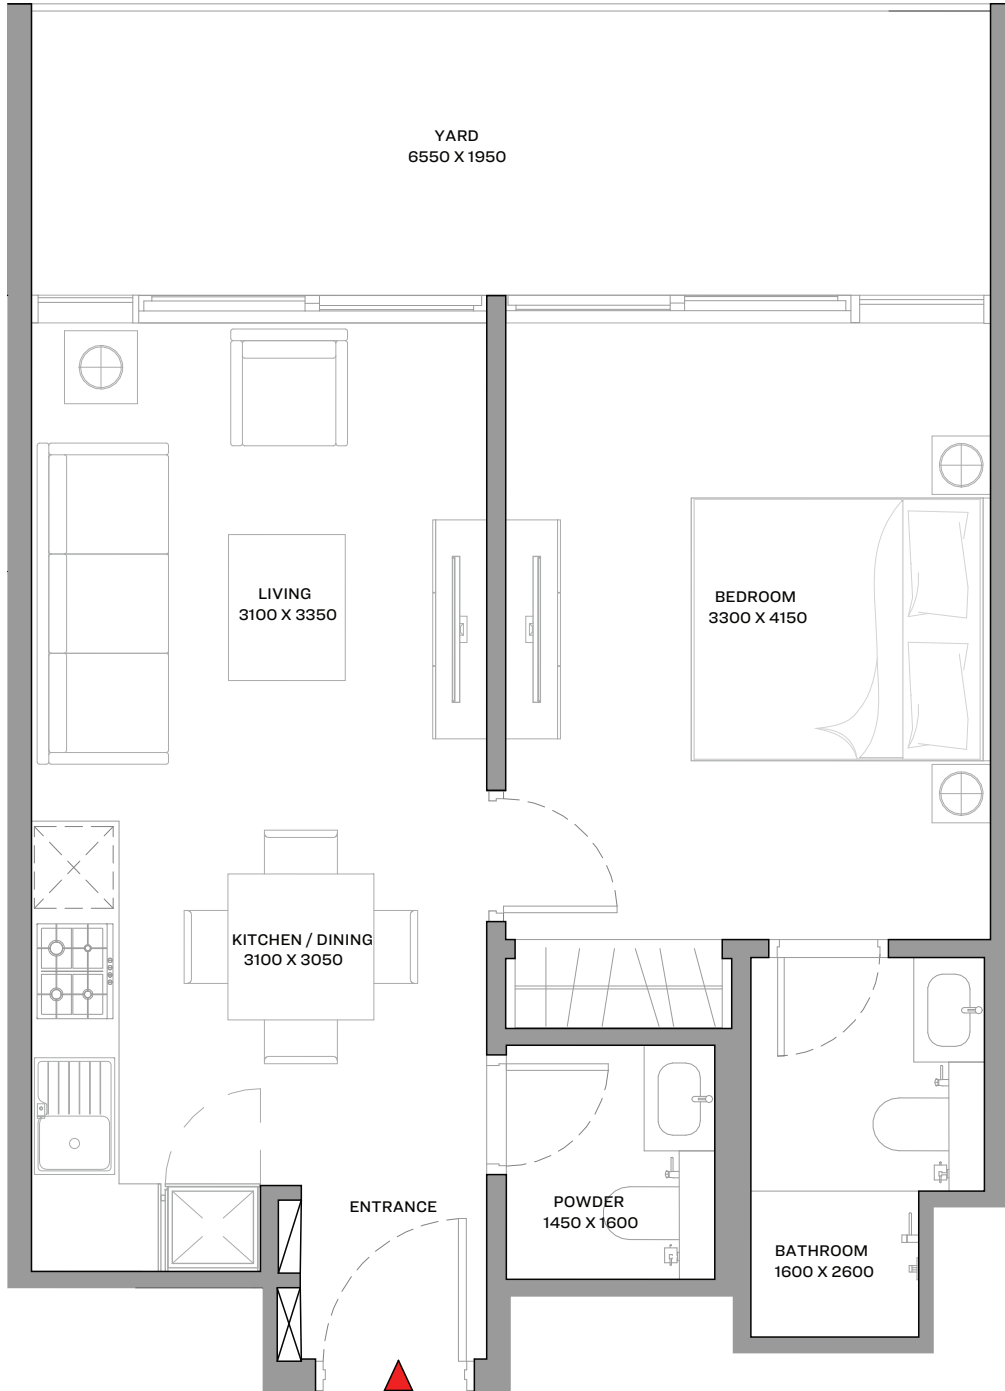 YARD
6550 X 1950
LIVING
3100 X 3350
BEDROOM
3300 X 4150
KITCHEN / DINING
3100 X 3050
ENTRANCE
POWDER
1450 X 1600
BATHROOM
1600 X 2600